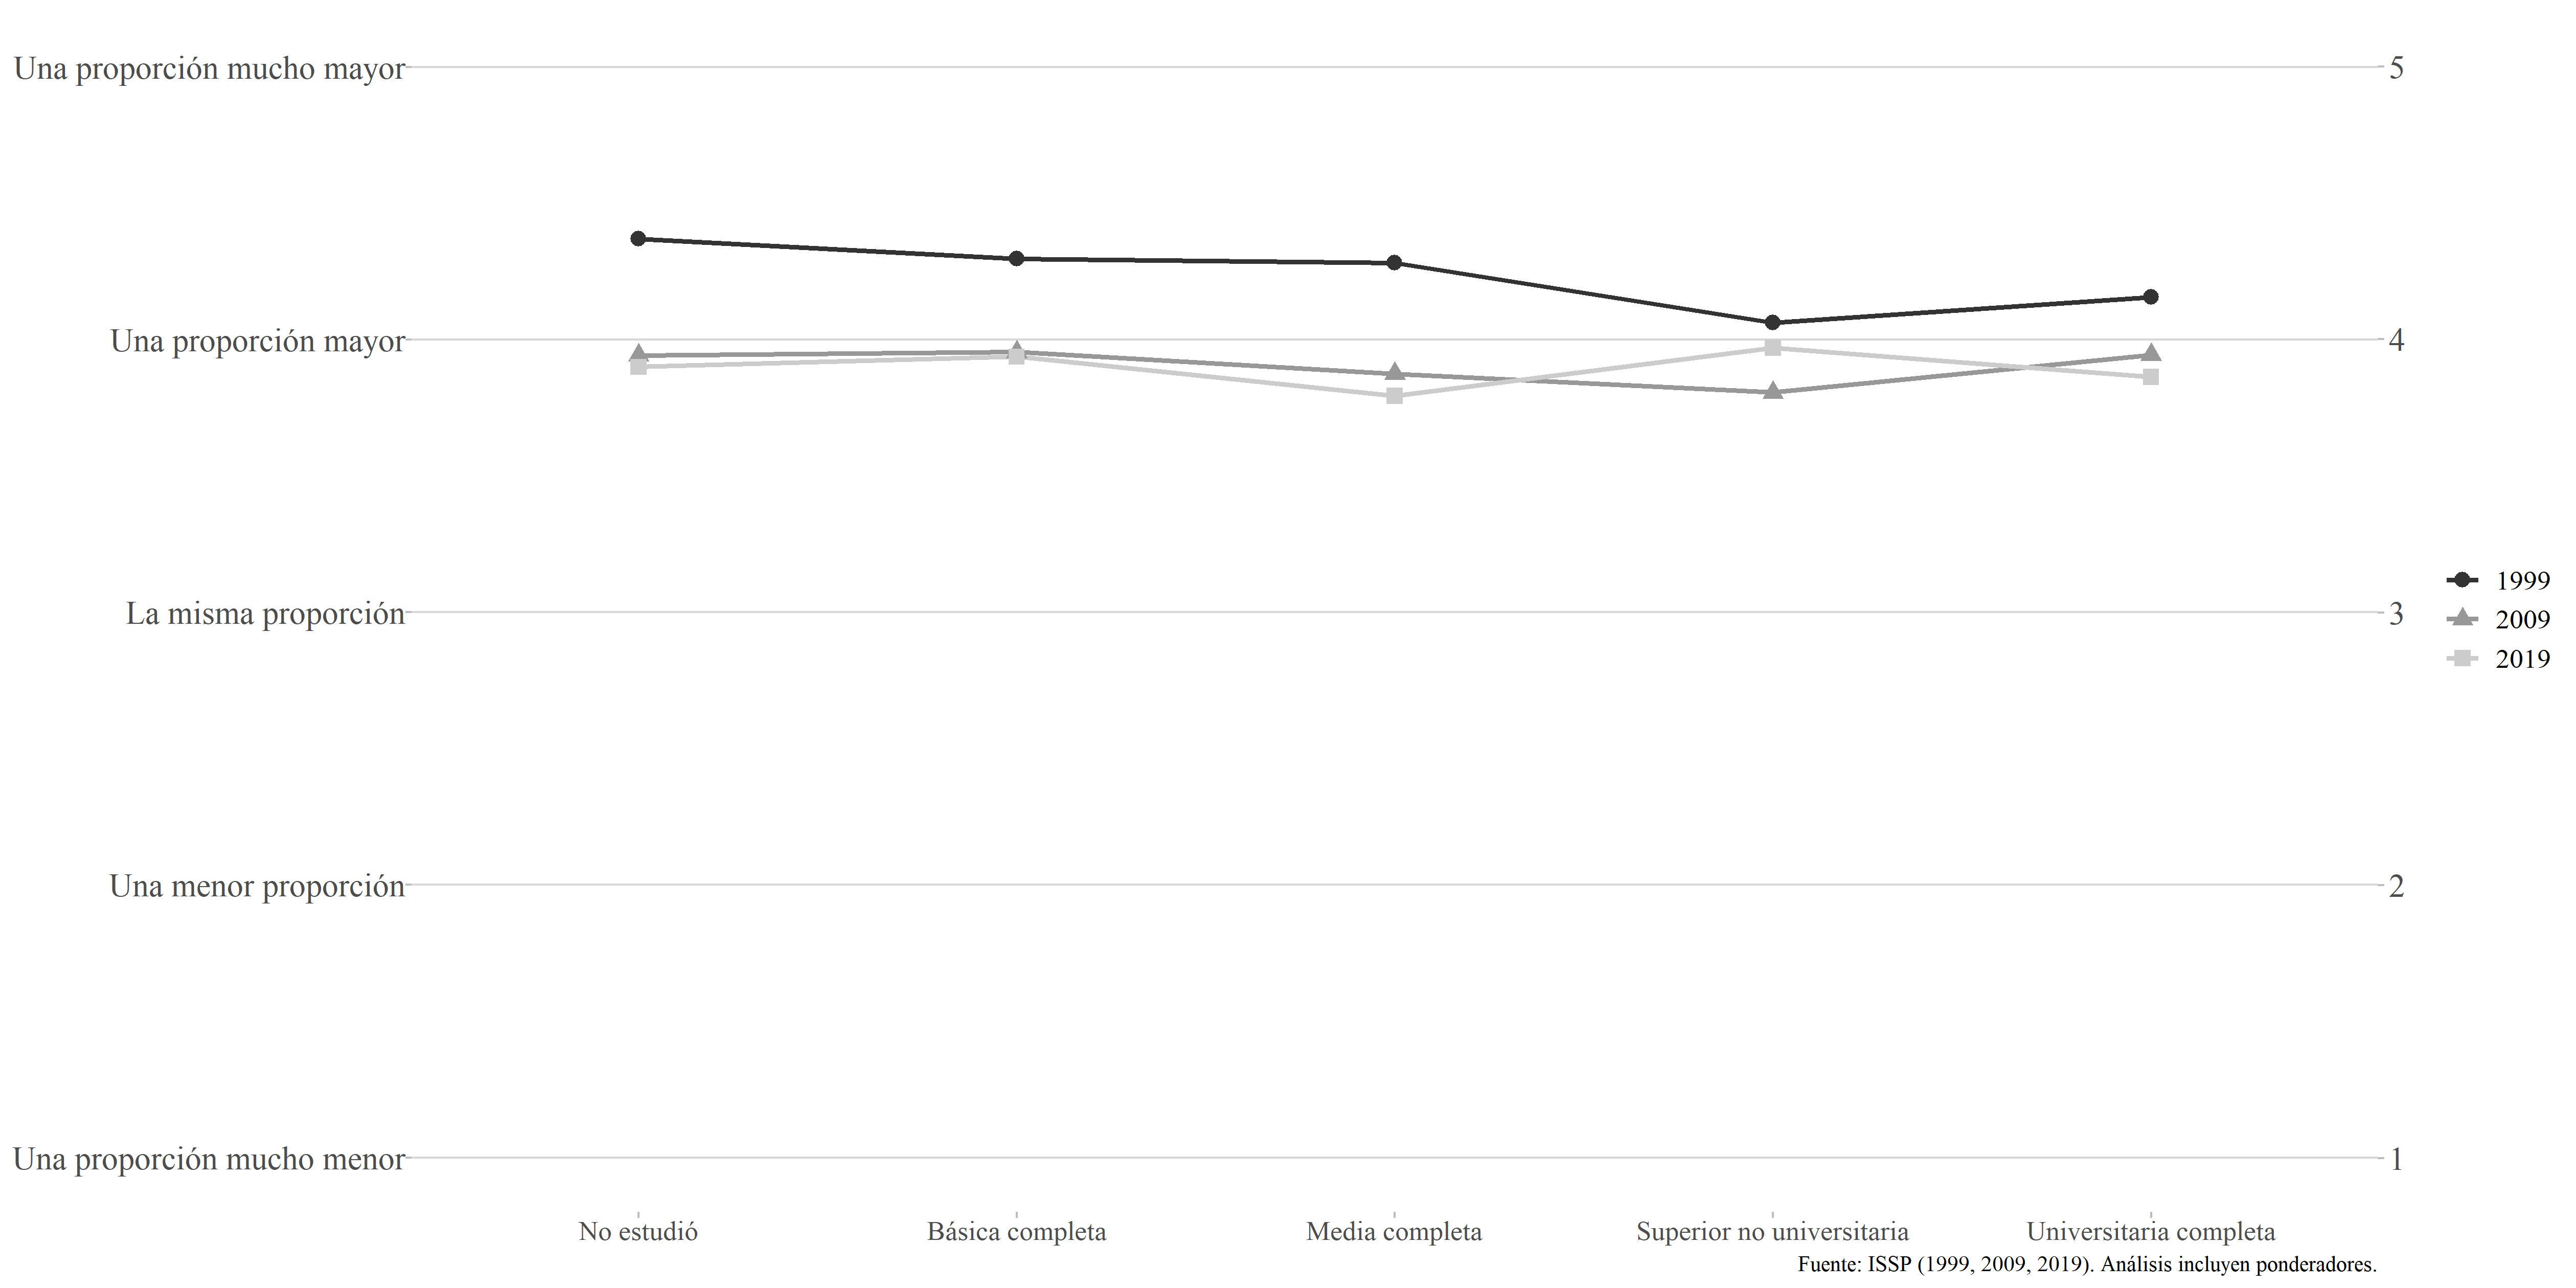 Una proporción mucho mayor
5
Una proporción mayor
4
La misma proporción
3
Una menor proporción
2
Una proporción mucho menor
1
1999
2009
2019
No estudió
Básica completa
Media completa
Superior no universitaria
Universitaria completa
Fuente: ISSP (1999, 2009, 2019). Análisis incluyen ponderadores.